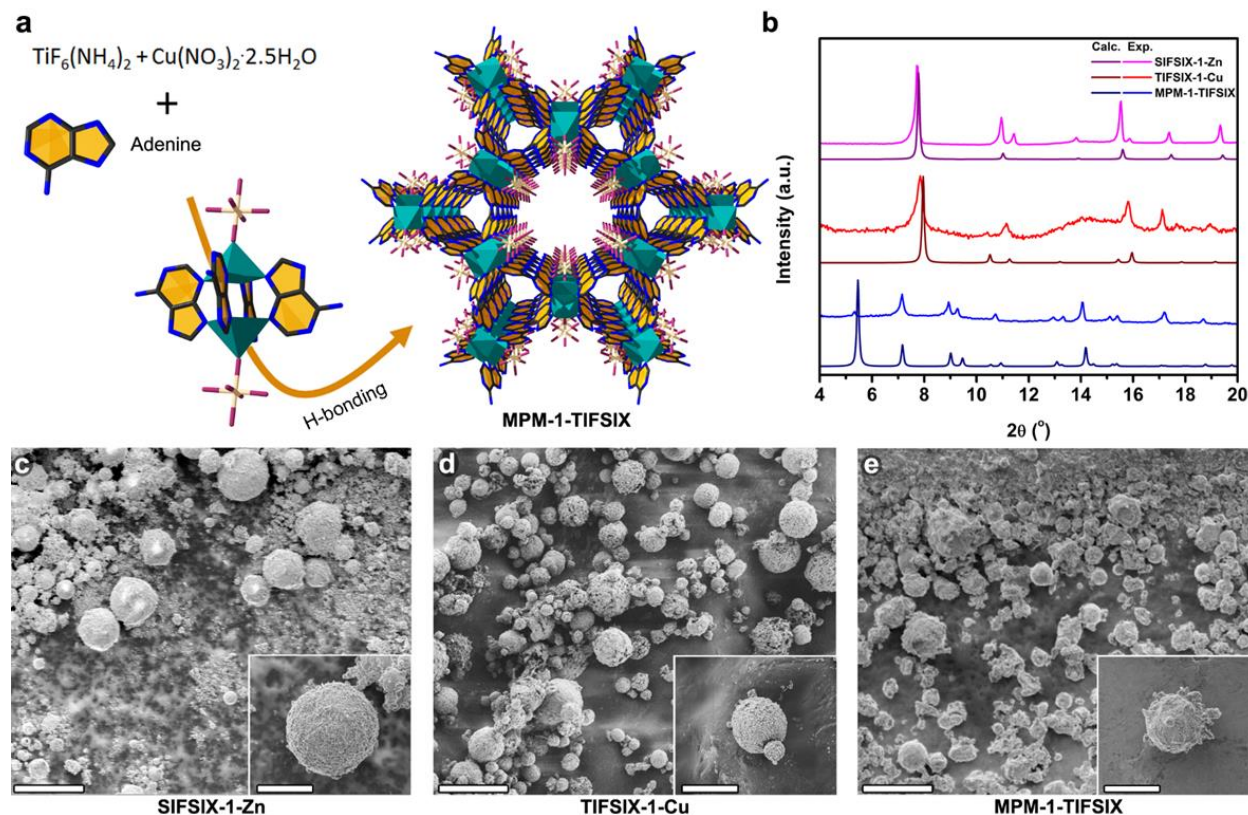 a
TiF₆(NH₄)₂ + Cu(NO₃)₂·2.5H₂O
+
Adenine
H-bonding
MPM-1-TIFSIX
b
Calc. Exp.
SIFSIX-1-Zn
TIFSIX-1-Cu
MPM-1-TIFSIX
Intensity (a.u.)
4 6 8 10 12 14 16 18 20
2θ (°)
c
SIFSIX-1-Zn
d
TIFSIX-1-Cu
e
MPM-1-TIFSIX